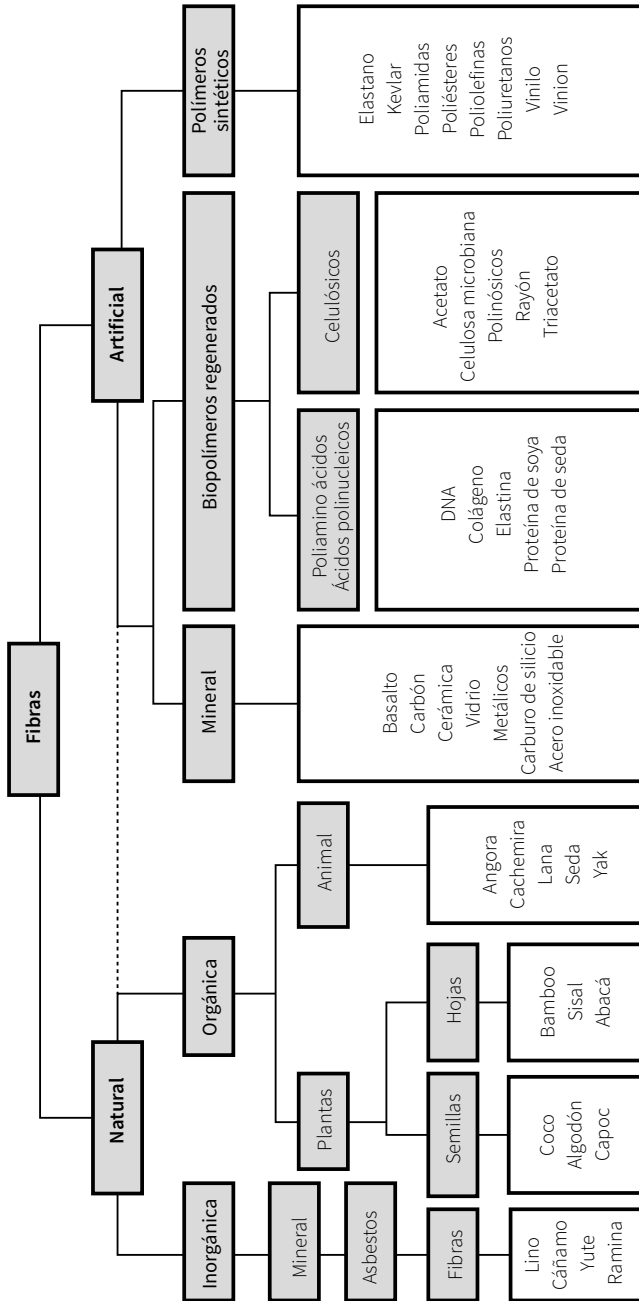 Fibras
Natural
Artificial
Inorgánica
Orgánica
Mineral
Biopolímeros regenerados
Polímeros
sintéticos
Mineral
Plantas
Animal
Poliamino ácidos
Ácidos polinucleicos
Celulósicos
Asbestos
Fibras
Semillas
Hojas
Lino
Cáñamo
Yute
Ramina
Coco
Algodón
Capoc
Bamboo
Sisal
Abacá
Angora
Cachemira
Lana
Seda
Yak
Basalto
Carbón
Cerámica
Vidrio
Metálicos
Carburo de silicio
Acero inoxidable
DNA
Colágeno
Elastina
Proteína de soya
Proteína de seda
Acetato
Celulosa microbiana
Polinósicos
Rayón
Triacetato
Elastano
Kevlar
Poliamidas
Poliésteres
Poliolefinas
Poliuretanos
Vinilo
Vinion